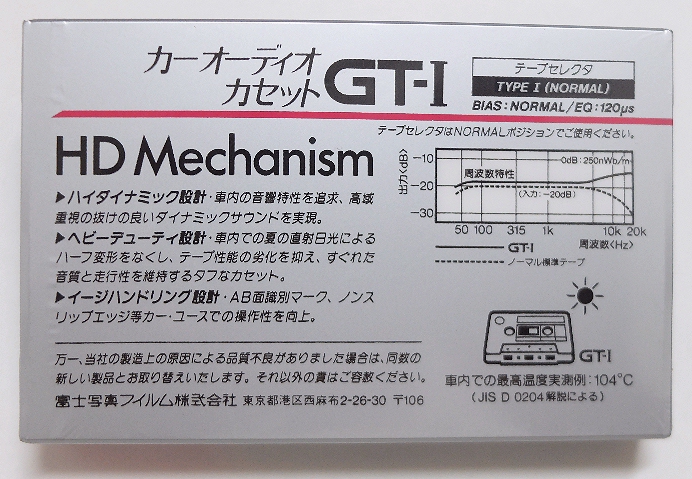 カーオーディオ
カセット GT-I
テープセレクタ
TYPE I (NORMAL)
BIAS:NORMAL/EQ:120µs
テープセレクタはNORMALポジションでご使用ください。
HD Mechanism
▶ハイダイナミック設計・車内の音響特性を追求、高域
重視の抜けの良いダイナミックサウンドを実現。
▶ヘビーデューティ設計・車内での夏の直射日光による
ハーフ変形をなくし、テープ性能の劣化を抑え、すぐれた
音質と走行性を維持するタフなカセット。
▶イージハンドリング設計・AB面識別マーク、ノンス
リップエッジ等カー・ユースでの操作性を向上。
出力<dB>
-10
-20
-30
0dB:250nWb/m
周波数特性
(入力:-20dB)
50 100 315 1k 10k 20k
GT-I 周波数<Hz>
ノーマル標準テープ
GT-I
車内での最高温度実測例:104°C
(JIS D 0204解説による)
万一、当社の製造上の原因による品質不良がありました場合は、同数の
新しい製品とお取り替えいたします。それ以外の責はご容赦ください。
富士写真フイルム株式会社 東京都港区西麻布2-26-30 〒106